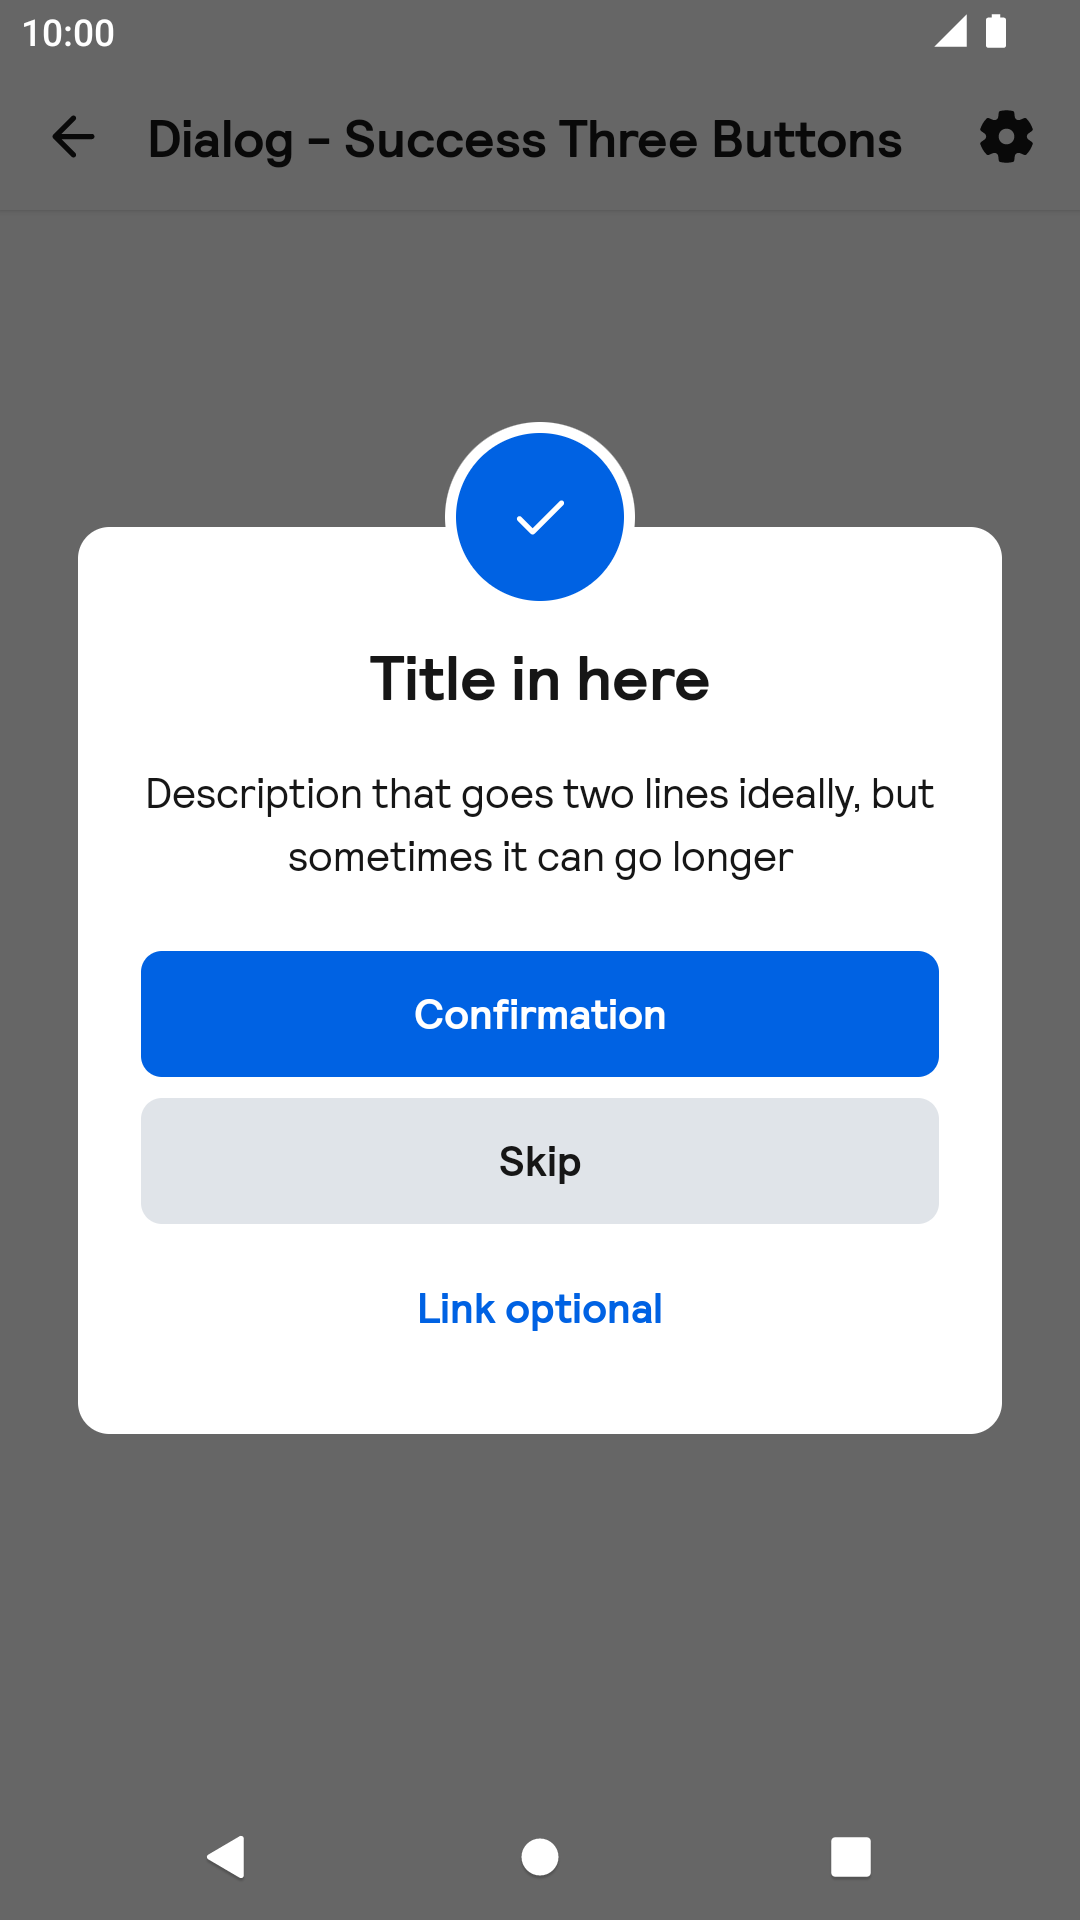 10:00
Dialog - Success Three Buttons
Title in here
Description that goes two lines ideally, but
sometimes it can go longer
Confirmation
Skip
Link optional